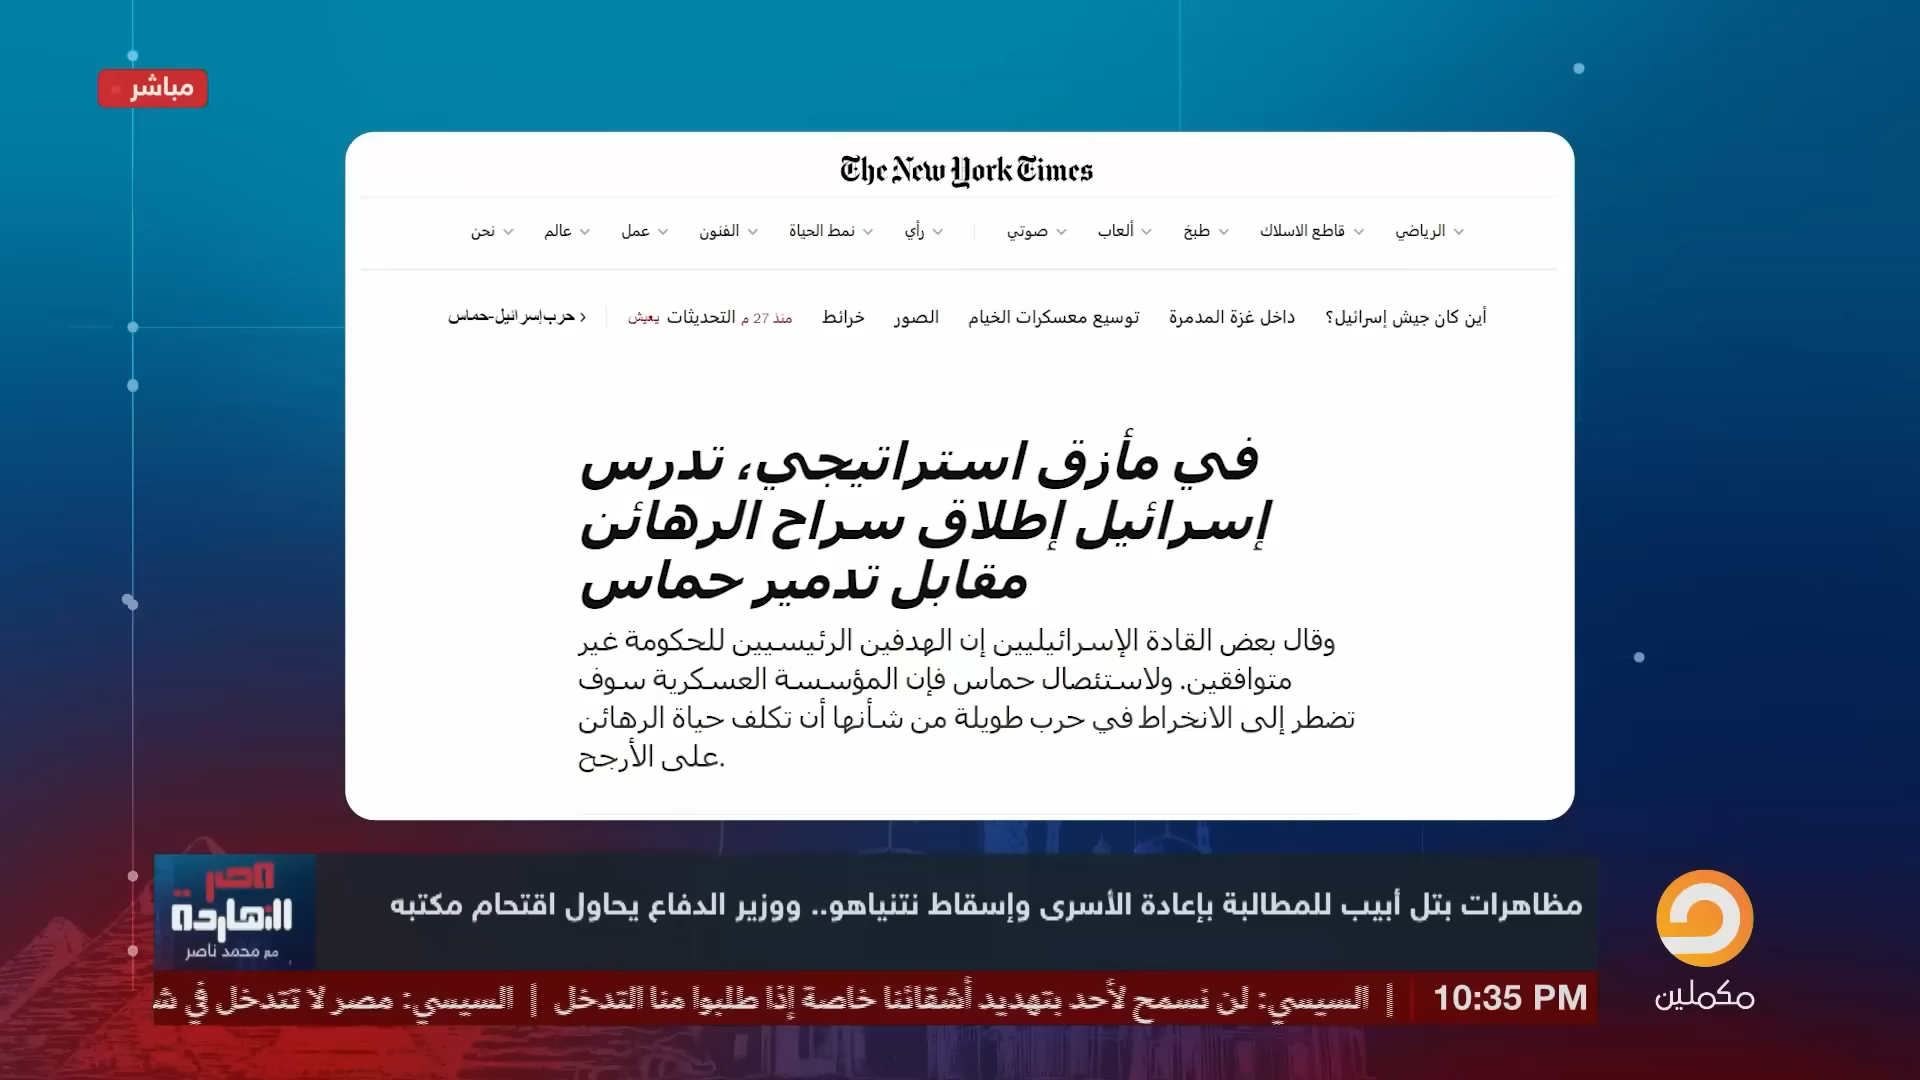 مباشر
The New York Times
نحن عالم عمل الفنون نمط الحياة رأي صوتي ألعاب طبخ قاطع الاسلاك الرياضي
حرب إسرائيل-حماس يعيش التحديثات منذ 27 م خرائط الصور توسيع معسكرات الخيام داخل غزة المدمرة أين كان جيش إسرائيل؟
في مأزق استراتيجي، تدرس
إسرائيل إطلاق سراح الرهائن
مقابل تدمير حماس
وقال بعض القادة الإسرائيليين إن الهدفين الرئيسيين للحكومة غير
متوافقين. ولاستئصال حماس فإن المؤسسة العسكرية سوف
تضطر إلى الانخراط في حرب طويلة من شأنها أن تكلف حياة الرهائن
على الأرجح.
مصر
النهاردة
مع محمد ناصر
مظاهرات بتل أبيب للمطالبة بإعادة الأسرى وإسقاط نتنياهو.. ووزير الدفاع يحاول اقتحام مكتبه
10:35 PM
| السيسي: لن نسمح لأحد بتهديد أشقائنا خاصة إذا طلبوا منا التدخل | السيسي: مصر لا تتدخل في
مكملين